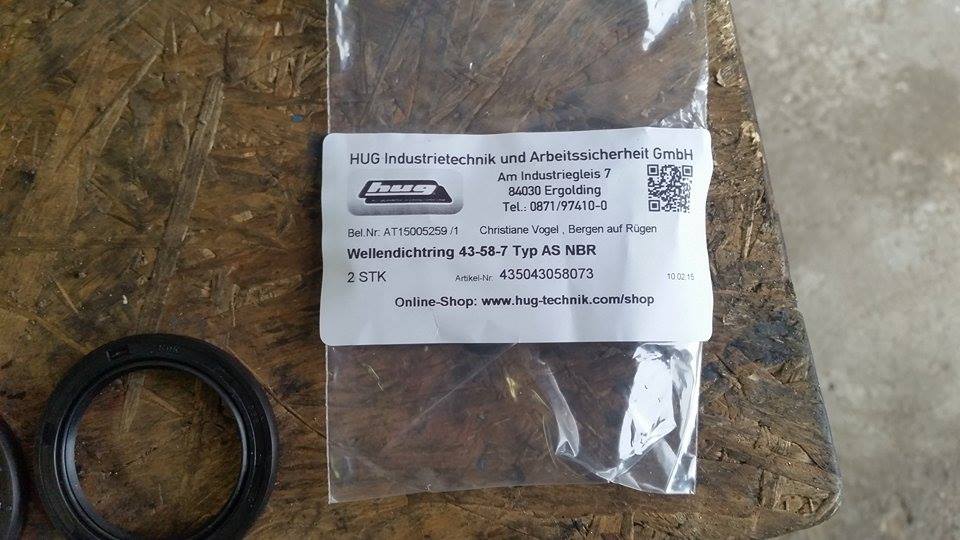 HUG Industrietechnik und Arbeitssicherheit GmbH
Am Industriegleis 7
84030 Ergolding
Tel.: 0871/97410-0
hug
Bel.Nr: AT15005259 /1 Christiane Vogel , Bergen auf Rügen
Wellendichtring 43-58-7 Typ AS NBR
2 STK Artikel-Nr. 435043058073 10.02.15
Online-Shop: www.hug-technik.com/shop